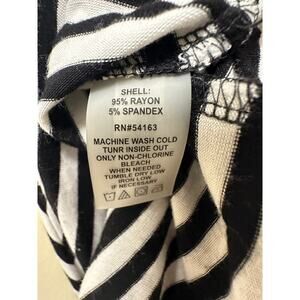 SHELL:
95% RAYON
5% SPANDEX
RN#54163
MACHINE WASH COLD
TUNR INSIDE OUT
ONLY NON-CHLORINE
BLEACH
WHEN NEEDED
TUMBLE DRY LOW
IRON LOW
IF NECESSARY